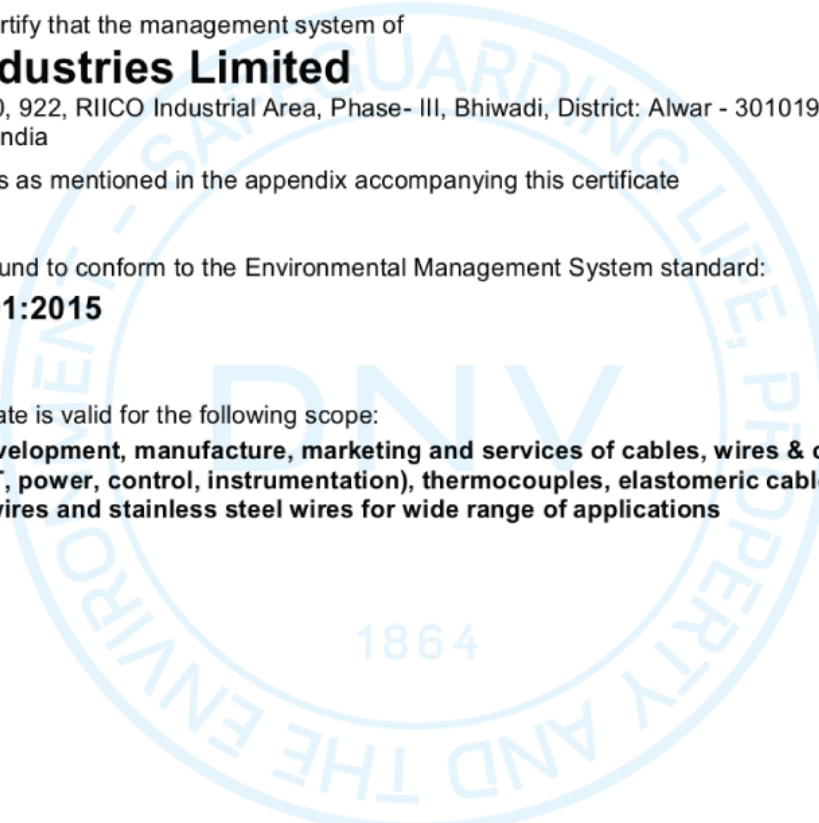 rtify that the management system of
dustries Limited
0, 922, RIICO Industrial Area, Phase- III, Bhiwadi, District: Alwar - 301019
ndia
s as mentioned in the appendix accompanying this certificate
und to conform to the Environmental Management System standard:
1:2015
ate is valid for the following scope:
velopment, manufacture, marketing and services of cables, wires & c
T, power, control, instrumentation), thermocouples, elastomeric cabl
vires and stainless steel wires for wide range of applications
SAFEGUARDING LIFE, PROPERTY AND THE ENVIRONMENT -
DNV
1864